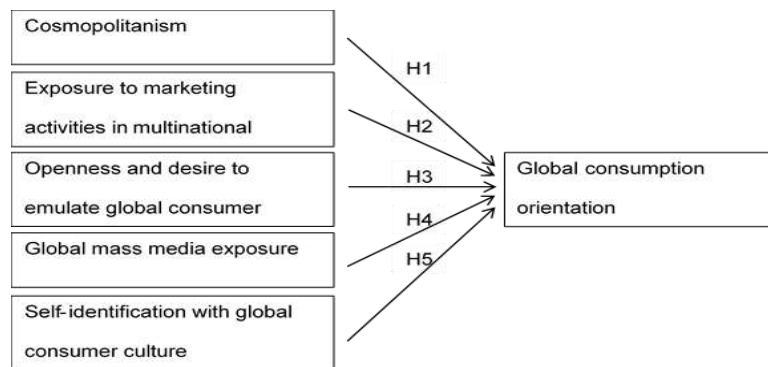 Cosmopolitanism
H1
Exposure to marketing
activities in multinational
H2
Openness and desire to
emulate global consumer
H3
Global consumption
orientation
Global mass media exposure
H4
H5
Self-identification with global
consumer culture